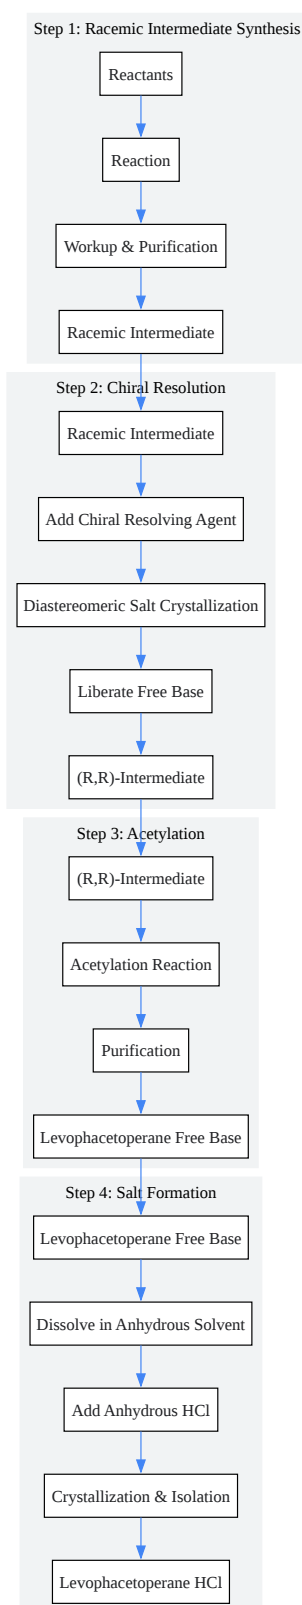 Step 1: Racemic Intermediate Synthesis
Reactants
Reaction
Workup & Purification
Racemic Intermediate
Step 2: Chiral Resolution
Racemic Intermediate
Add Chiral Resolving Agent
Diastereomeric Salt Crystallization
Liberate Free Base
(R,R)-Intermediate
Step 3: Acetylation
(R,R)-Intermediate
Acetylation Reaction
Purification
Levophacetoperane Free Base
Step 4: Salt Formation
Levophacetoperane Free Base
Dissolve in Anhydrous Solvent
Add Anhydrous HCl
Crystallization & Isolation
Levophacetoperane HCl